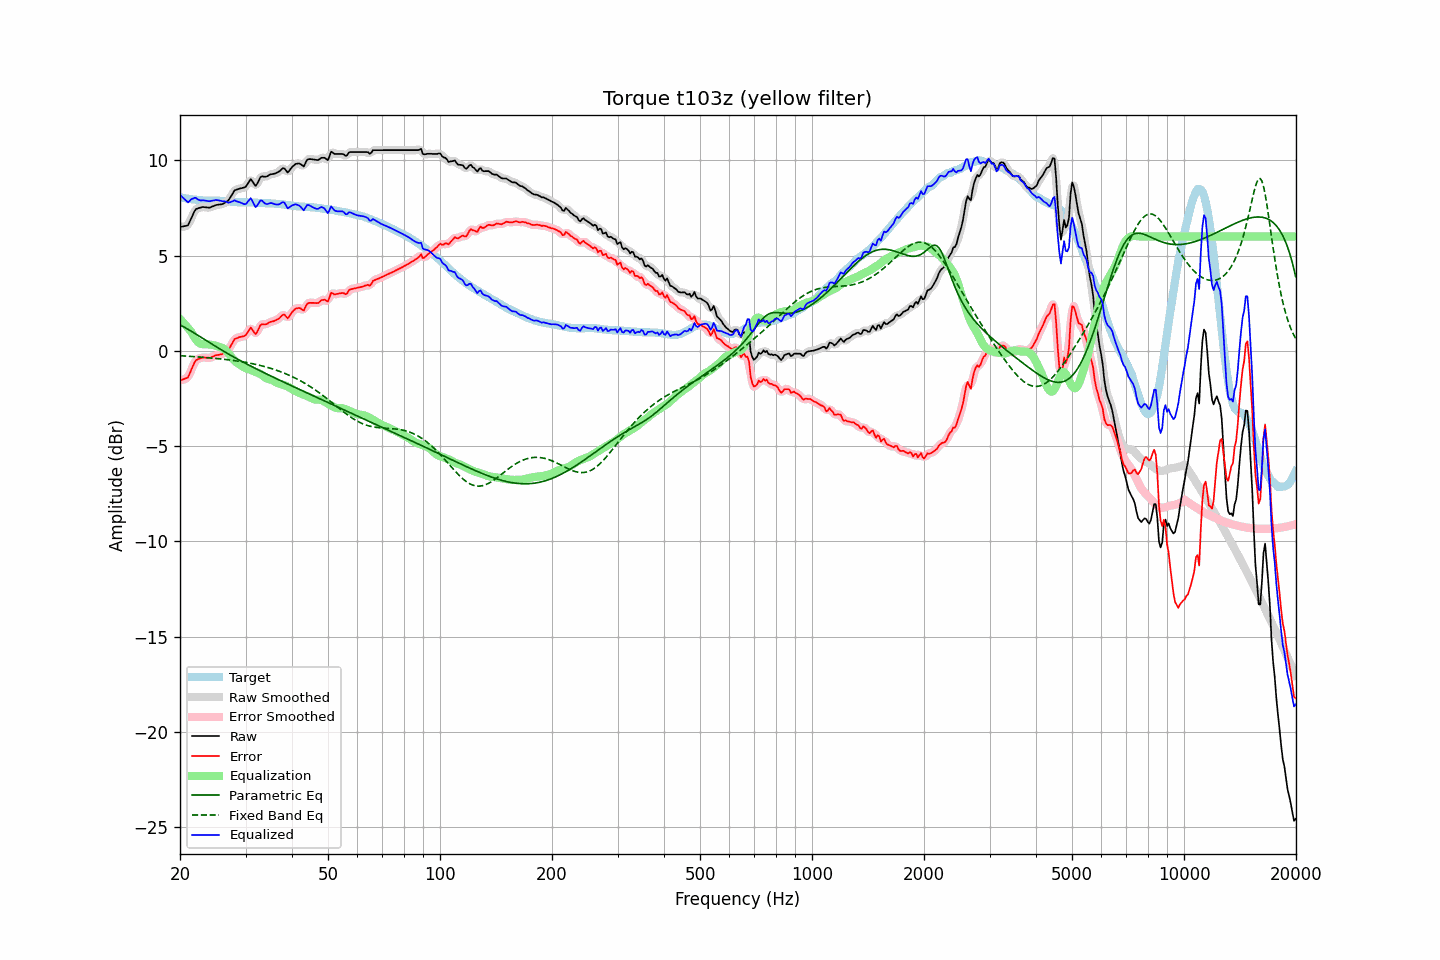 Torque t103z (yellow filter)
Amplitude (dBr)
10
5
0
−5
−10
−15
−20
−25
Target
Raw Smoothed
Error Smoothed
Raw
Error
Equalization
Parametric Eq
Fixed Band Eq
Equalized
20 50 100 200 500 1000 2000 5000 10000 20000
Frequency (Hz)